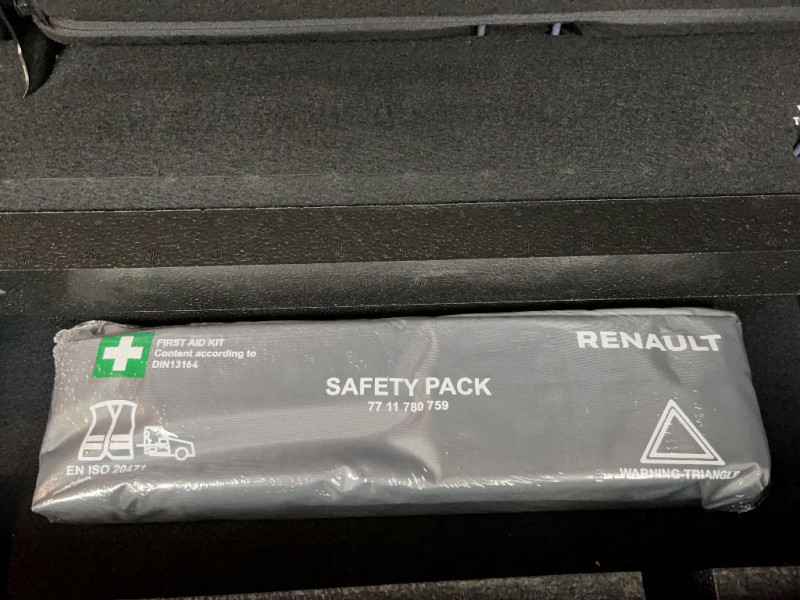 FIRST AID KIT
Content according to
DIN13164
RENAULT
SAFETY PACK
77 11 780 759
EN ISO 20471
WARNING-TRIANGLE